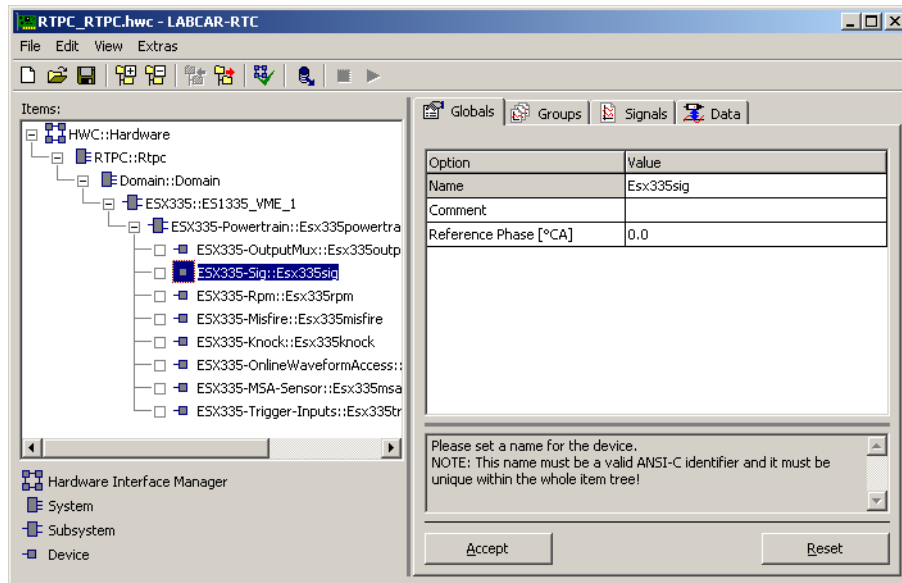 RTPC_RTPC.hwc - LABCAR-RTC
File Edit View Extras
Items:
HWC::Hardware
RTPC::Rtpc
Domain::Domain
ESX335::ES1335_VME_1
ESX335-Powertrain::Esx335powertra
ESX335-OutputMux::Esx335outp
ESX335-Sig::Esx335sig
ESX335-Rpm::Esx335rpm
ESX335-Misfire::Esx335misfire
ESX335-Knock::Esx335knock
ESX335-OnlineWaveformAccess::
ESX335-MSA-Sensor::Esx335msa
ESX335-Trigger-Inputs::Esx335tr
Hardware Interface Manager
System
Subsystem
Device
Globals Groups Signals Data
Option Value
Name Esx335sig
Comment
Reference Phase [°CA] 0.0
Please set a name for the device.
NOTE: This name must be a valid ANSI-C identifier and it must be
unique within the whole item tree!
Accept Reset